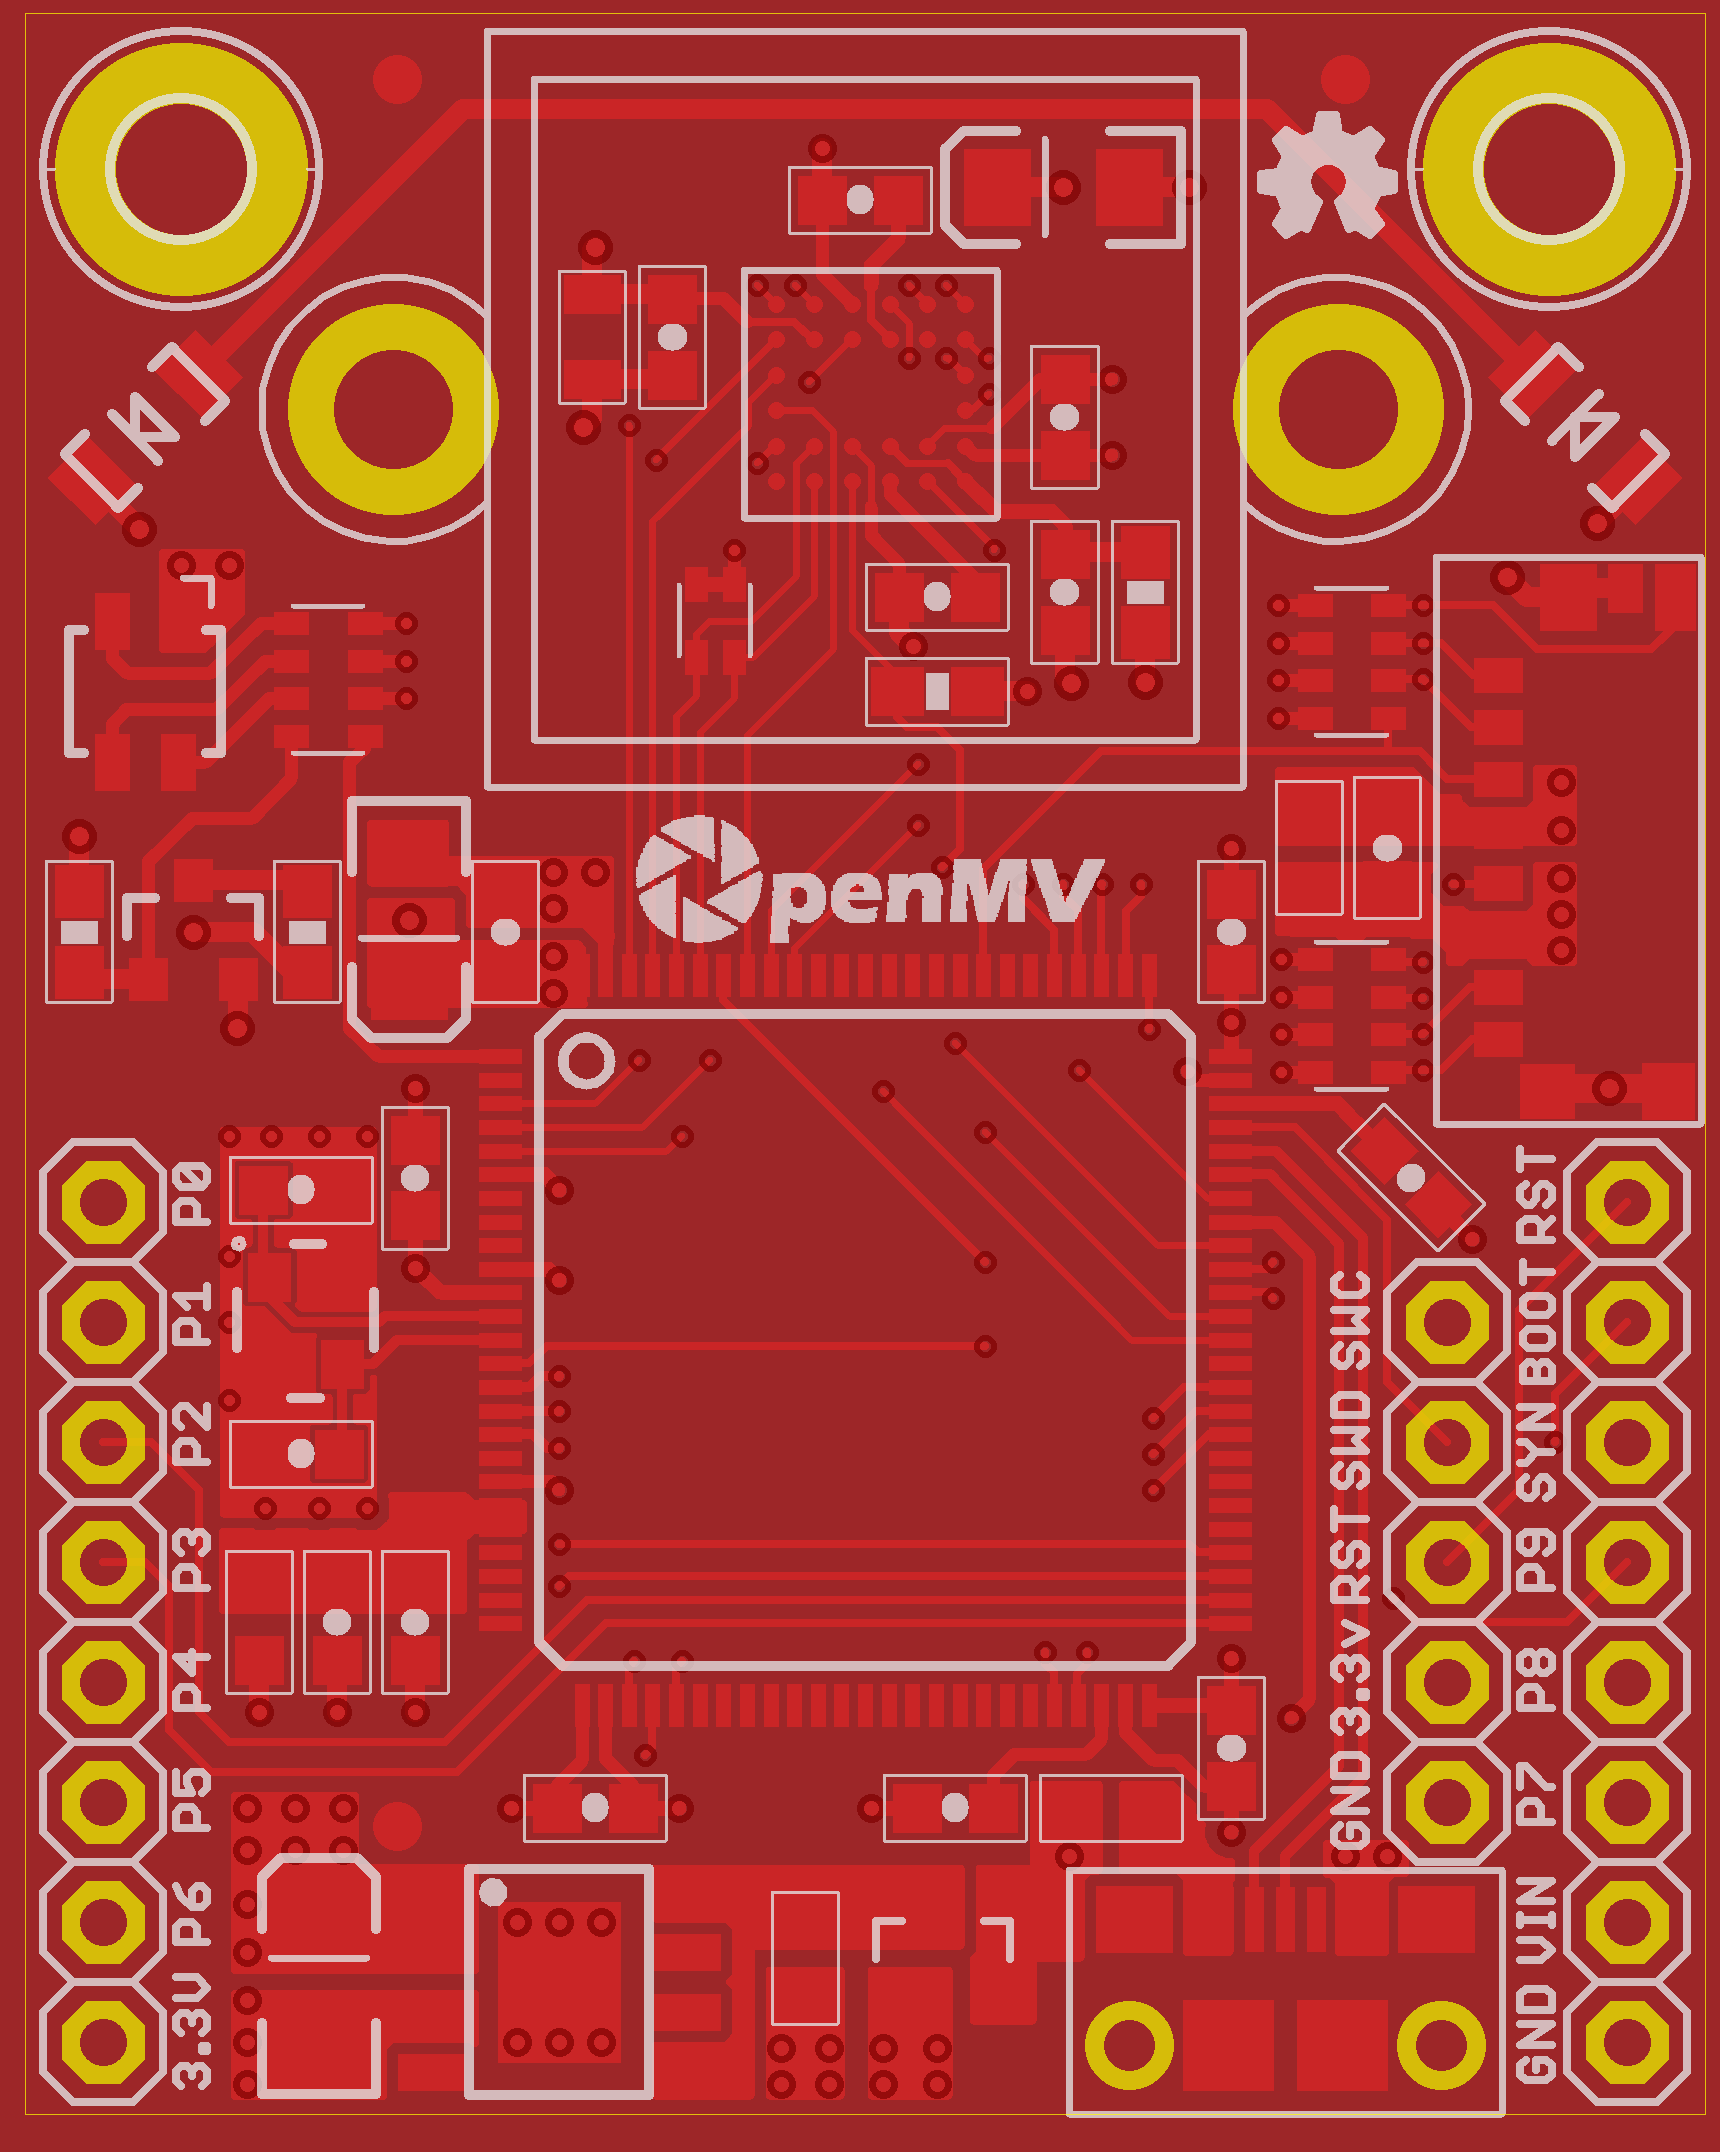 OpenMV
P0
P1
P2
P3
P4
P5
P6
3.3V
GND 3.3v RST SWD SWC
GND VIN P7 P8 P9 SYN BOOT RST